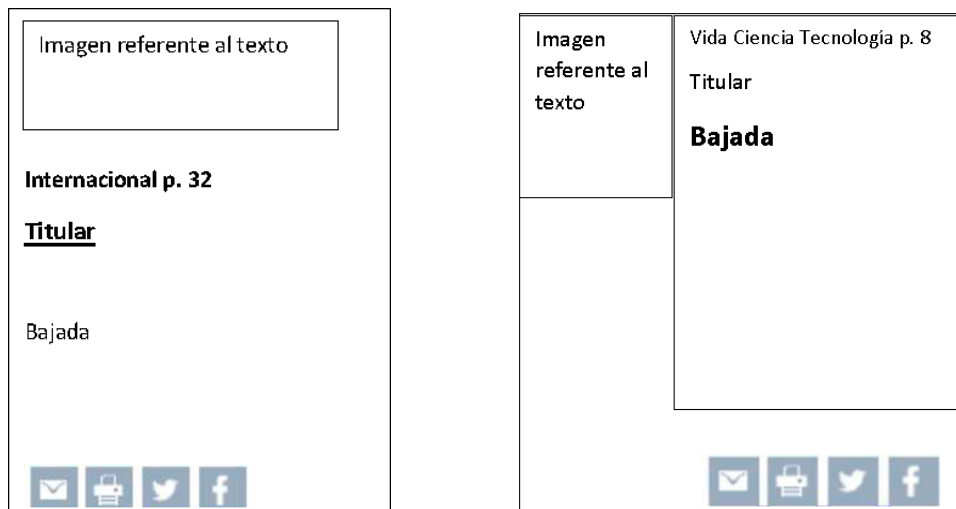 Imagen referente al texto
Internacional p. 32
Titular
Bajada
Imagen
referente al
texto
Vida Ciencia Tecnología p. 8
Titular
Bajada